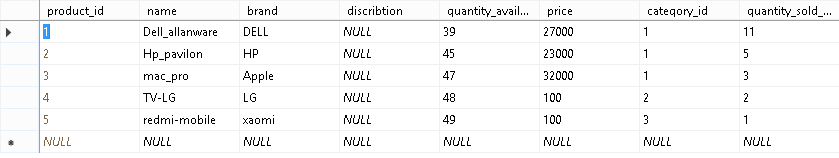 product_id name brand discribtion quantity_avail... price cateqory_id quantity_sold_...
1 Dell_allanware DELL NULL 39 27000 1 11
2 Hp_pavilon HP NULL 45 23000 1 5
3 mac_pro Apple NULL 47 32000 1 3
4 TV-LG LG NULL 48 100 2 2
5 redmi-mobile xaomi NULL 49 100 3 1
NULL NULL NULL NULL NULL NULL NULL NULL